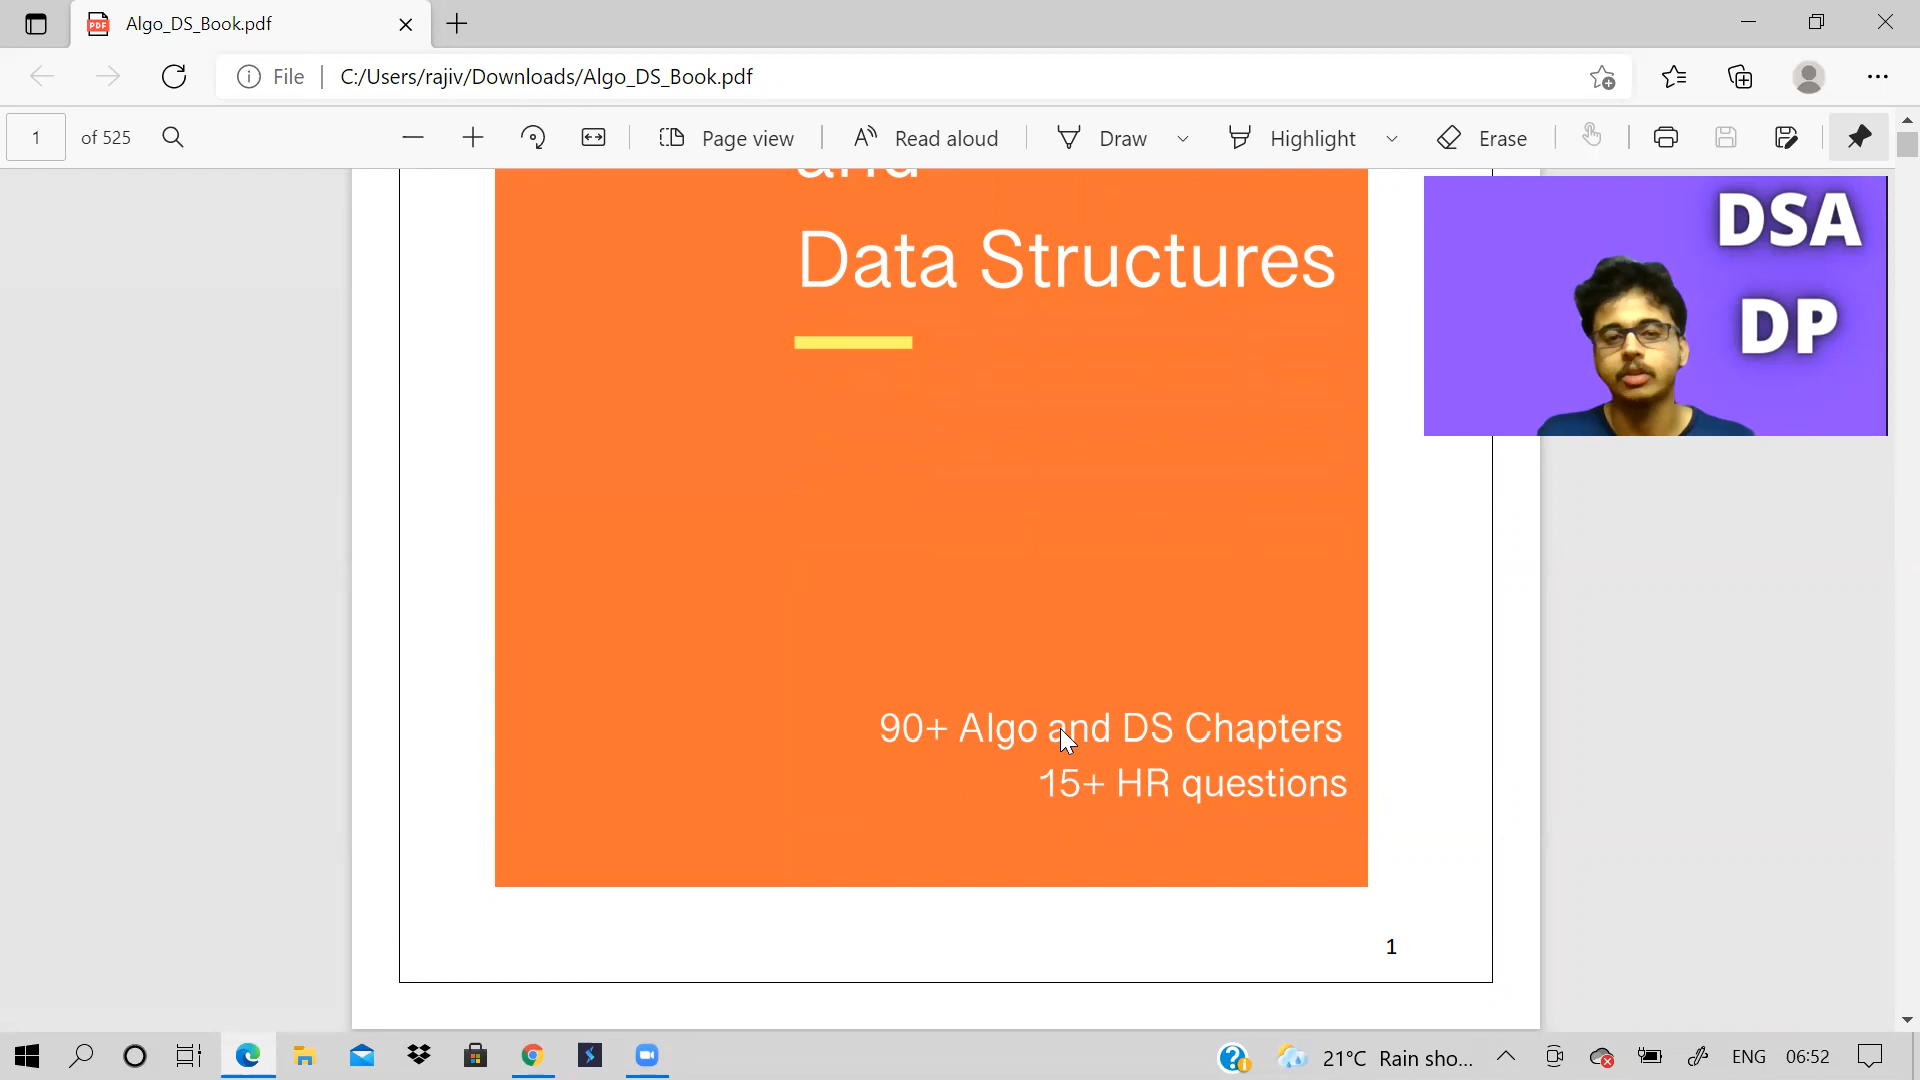 Algo_DS_Book.pdf
File
C:/Users/rajiv/Downloads/Algo_DS_Book.pdf
1 of 525
Page view
Read aloud
Draw
Highlight
Erase
and
Data Structures
90+ Algo and DS Chapters
15+ HR questions
1
DSA
DP
21°C Rain sho...
ENG
06:52